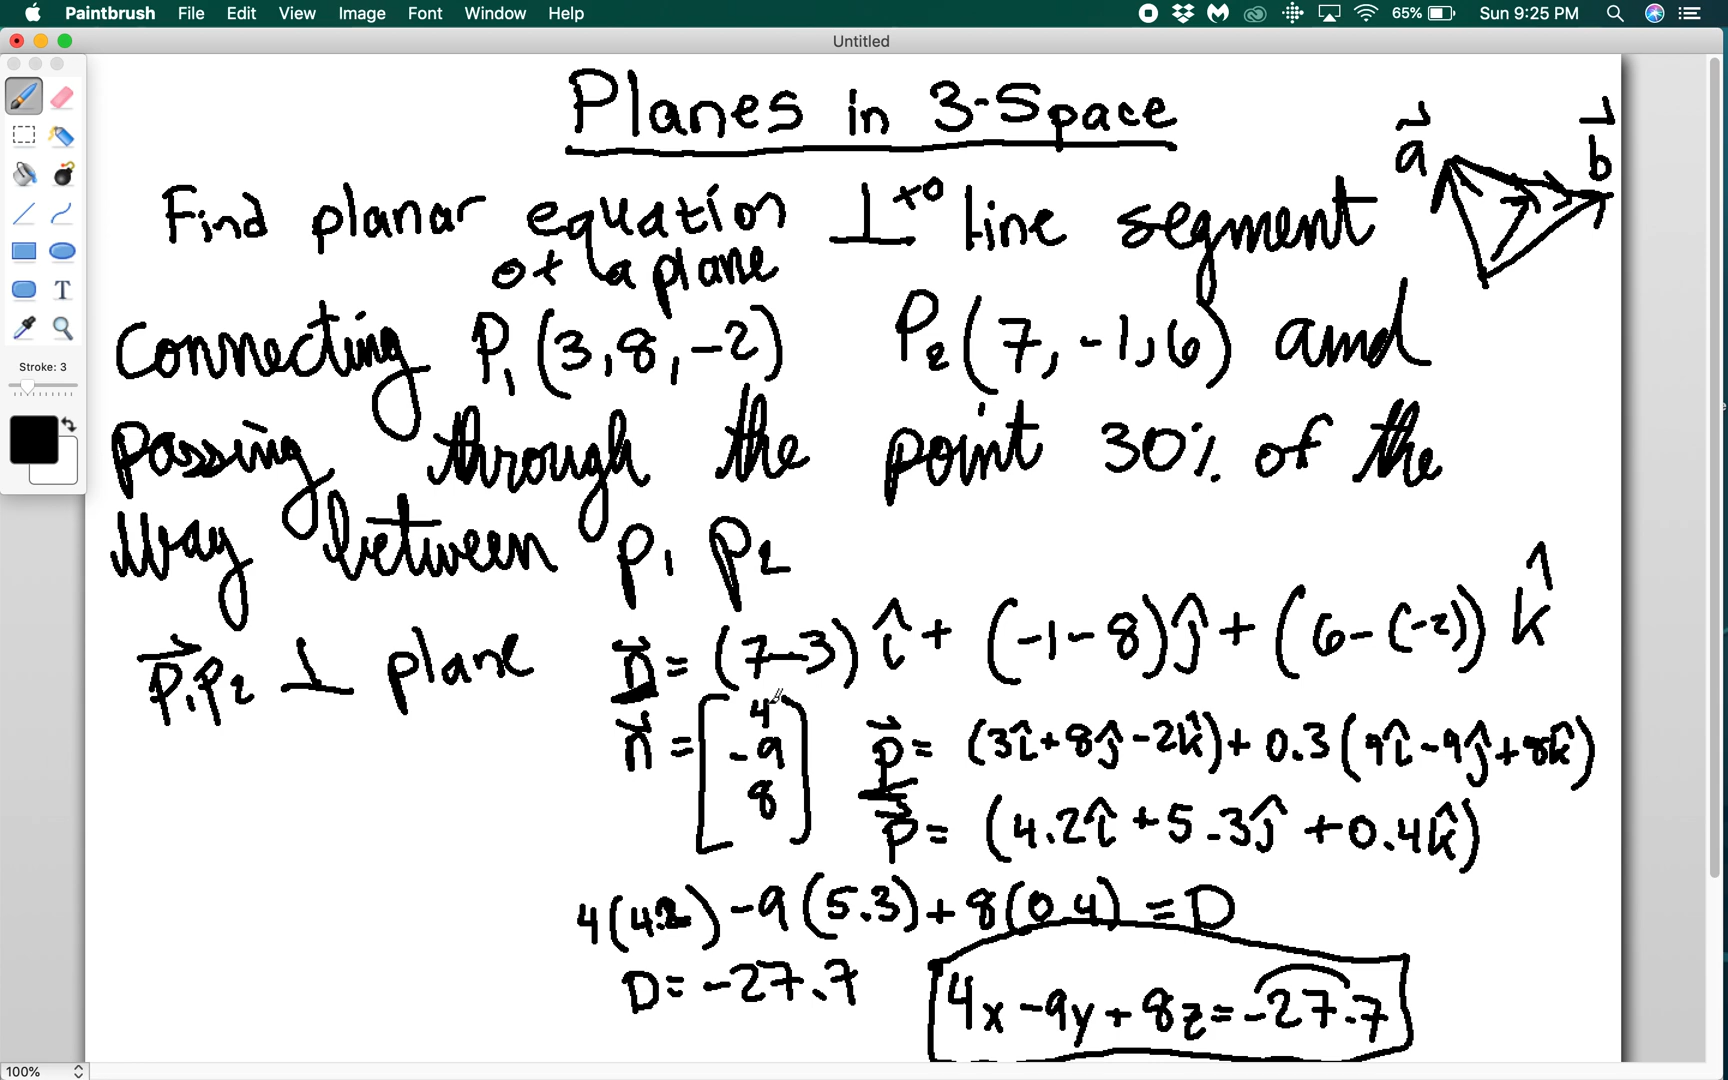 Paintbrush File Edit View Image Font Window Help 65% Sun 9:25 PM
Untitled
Planes in 3-Space
a b
Find planar equation ⊥ to line segment
of a plane
connecting P₁(3,8,-2) P₂(7,-1,6) and
passing through the point 30% of the
way between P₁ P₂
P₁P₂ ⊥ plane n = (7-3)î + (-1-8)ĵ + (6-(-2)) k̂
n = [4 -9 8] p = (3î+8ĵ-2k̂) + 0.3(9î-9ĵ+8k̂)
p = (4.2î + 5.3ĵ + 0.4k̂)
4(4.2) -9(5.3) + 8(0.4) = D
D = -27.7
4x - 9y + 8z = -27.7
T
Stroke: 3
100%